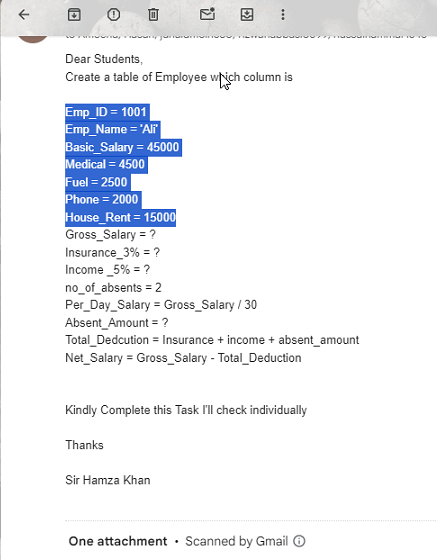 Dear Students,
Create a table of Employee which column is
Emp_ID = 1001
Emp_Name = 'Ali'
Basic_Salary = 45000
Medical = 4500
Fuel = 2500
Phone = 2000
House_Rent = 15000
Gross_Salary = ?
Insurance_3% = ?
Income _5% = ?
no_of_absents = 2
Per_Day_Salary = Gross_Salary / 30
Absent_Amount = ?
Total_Dedcution = Insurance + income + absent_amount
Net_Salary = Gross_Salary - Total_Deduction
Kindly Complete this Task I'll check individually
Thanks
Sir Hamza Khan
One attachment • Scanned by Gmail